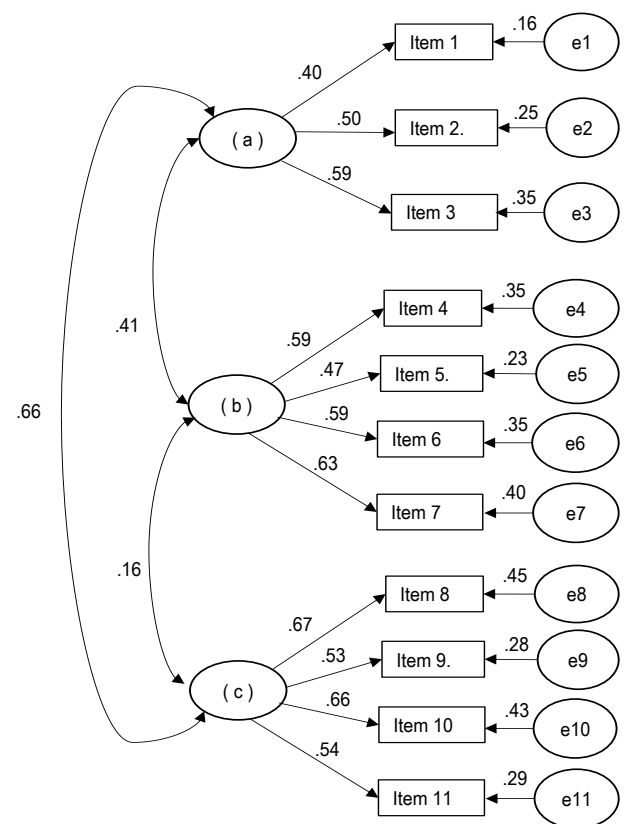 .16
Item 1
e1
.40
.50
Item 2.
.25
e2
( a )
.59
Item 3
.35
e3
.41
.66
.59
Item 4
.35
e4
.47
Item 5.
.23
e5
( b )
.59
Item 6
.35
e6
.63
Item 7
.40
e7
.16
.67
Item 8
.45
e8
.53
Item 9.
.28
e9
( c )
.66
Item 10
.43
e10
.54
Item 11
.29
e11